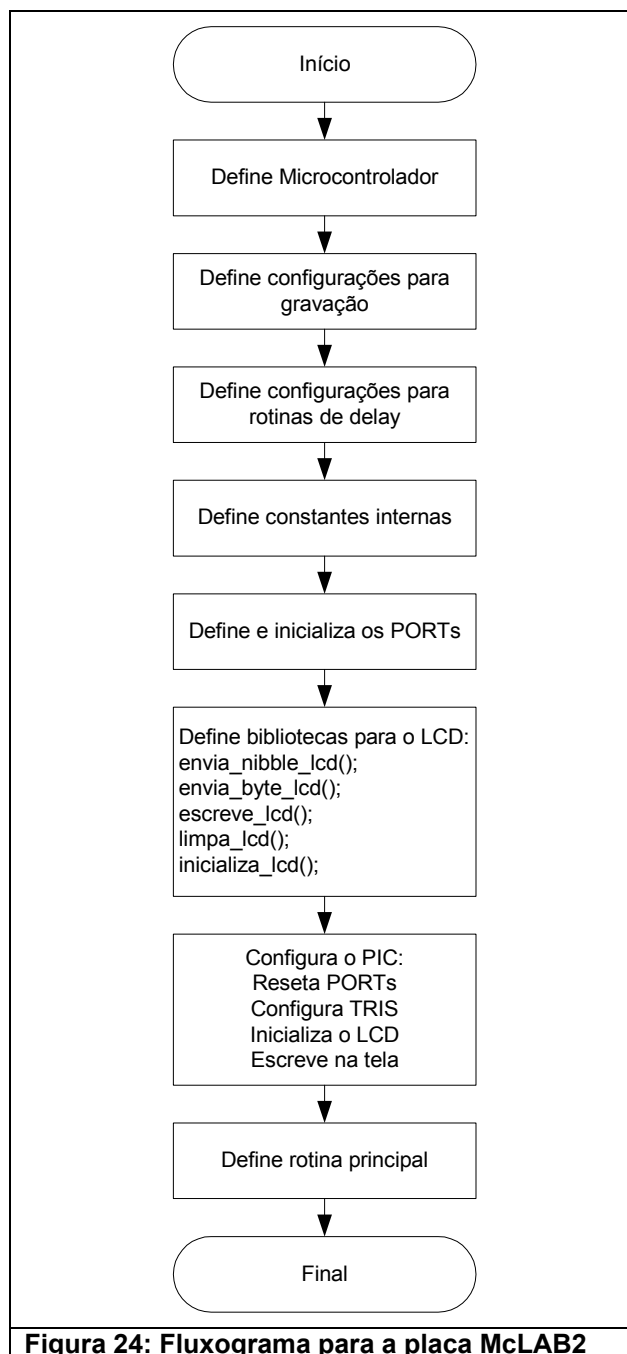 Início
Define Microcontrolador
Define configurações para
gravação
Define configurações para
rotinas de delay
Define constantes internas
Define e inicializa os PORTs
Define bibliotecas para o LCD:
envia_nibble_lcd();
envia_byte_lcd();
escreve_lcd();
limpa_lcd();
inicializa_lcd();
Configura o PIC:
Reseta PORTs
Configura TRIS
Inicializa o LCD
Escreve na tela
Define rotina principal
Final
Figura 24: Fluxograma para a placa McLAB2